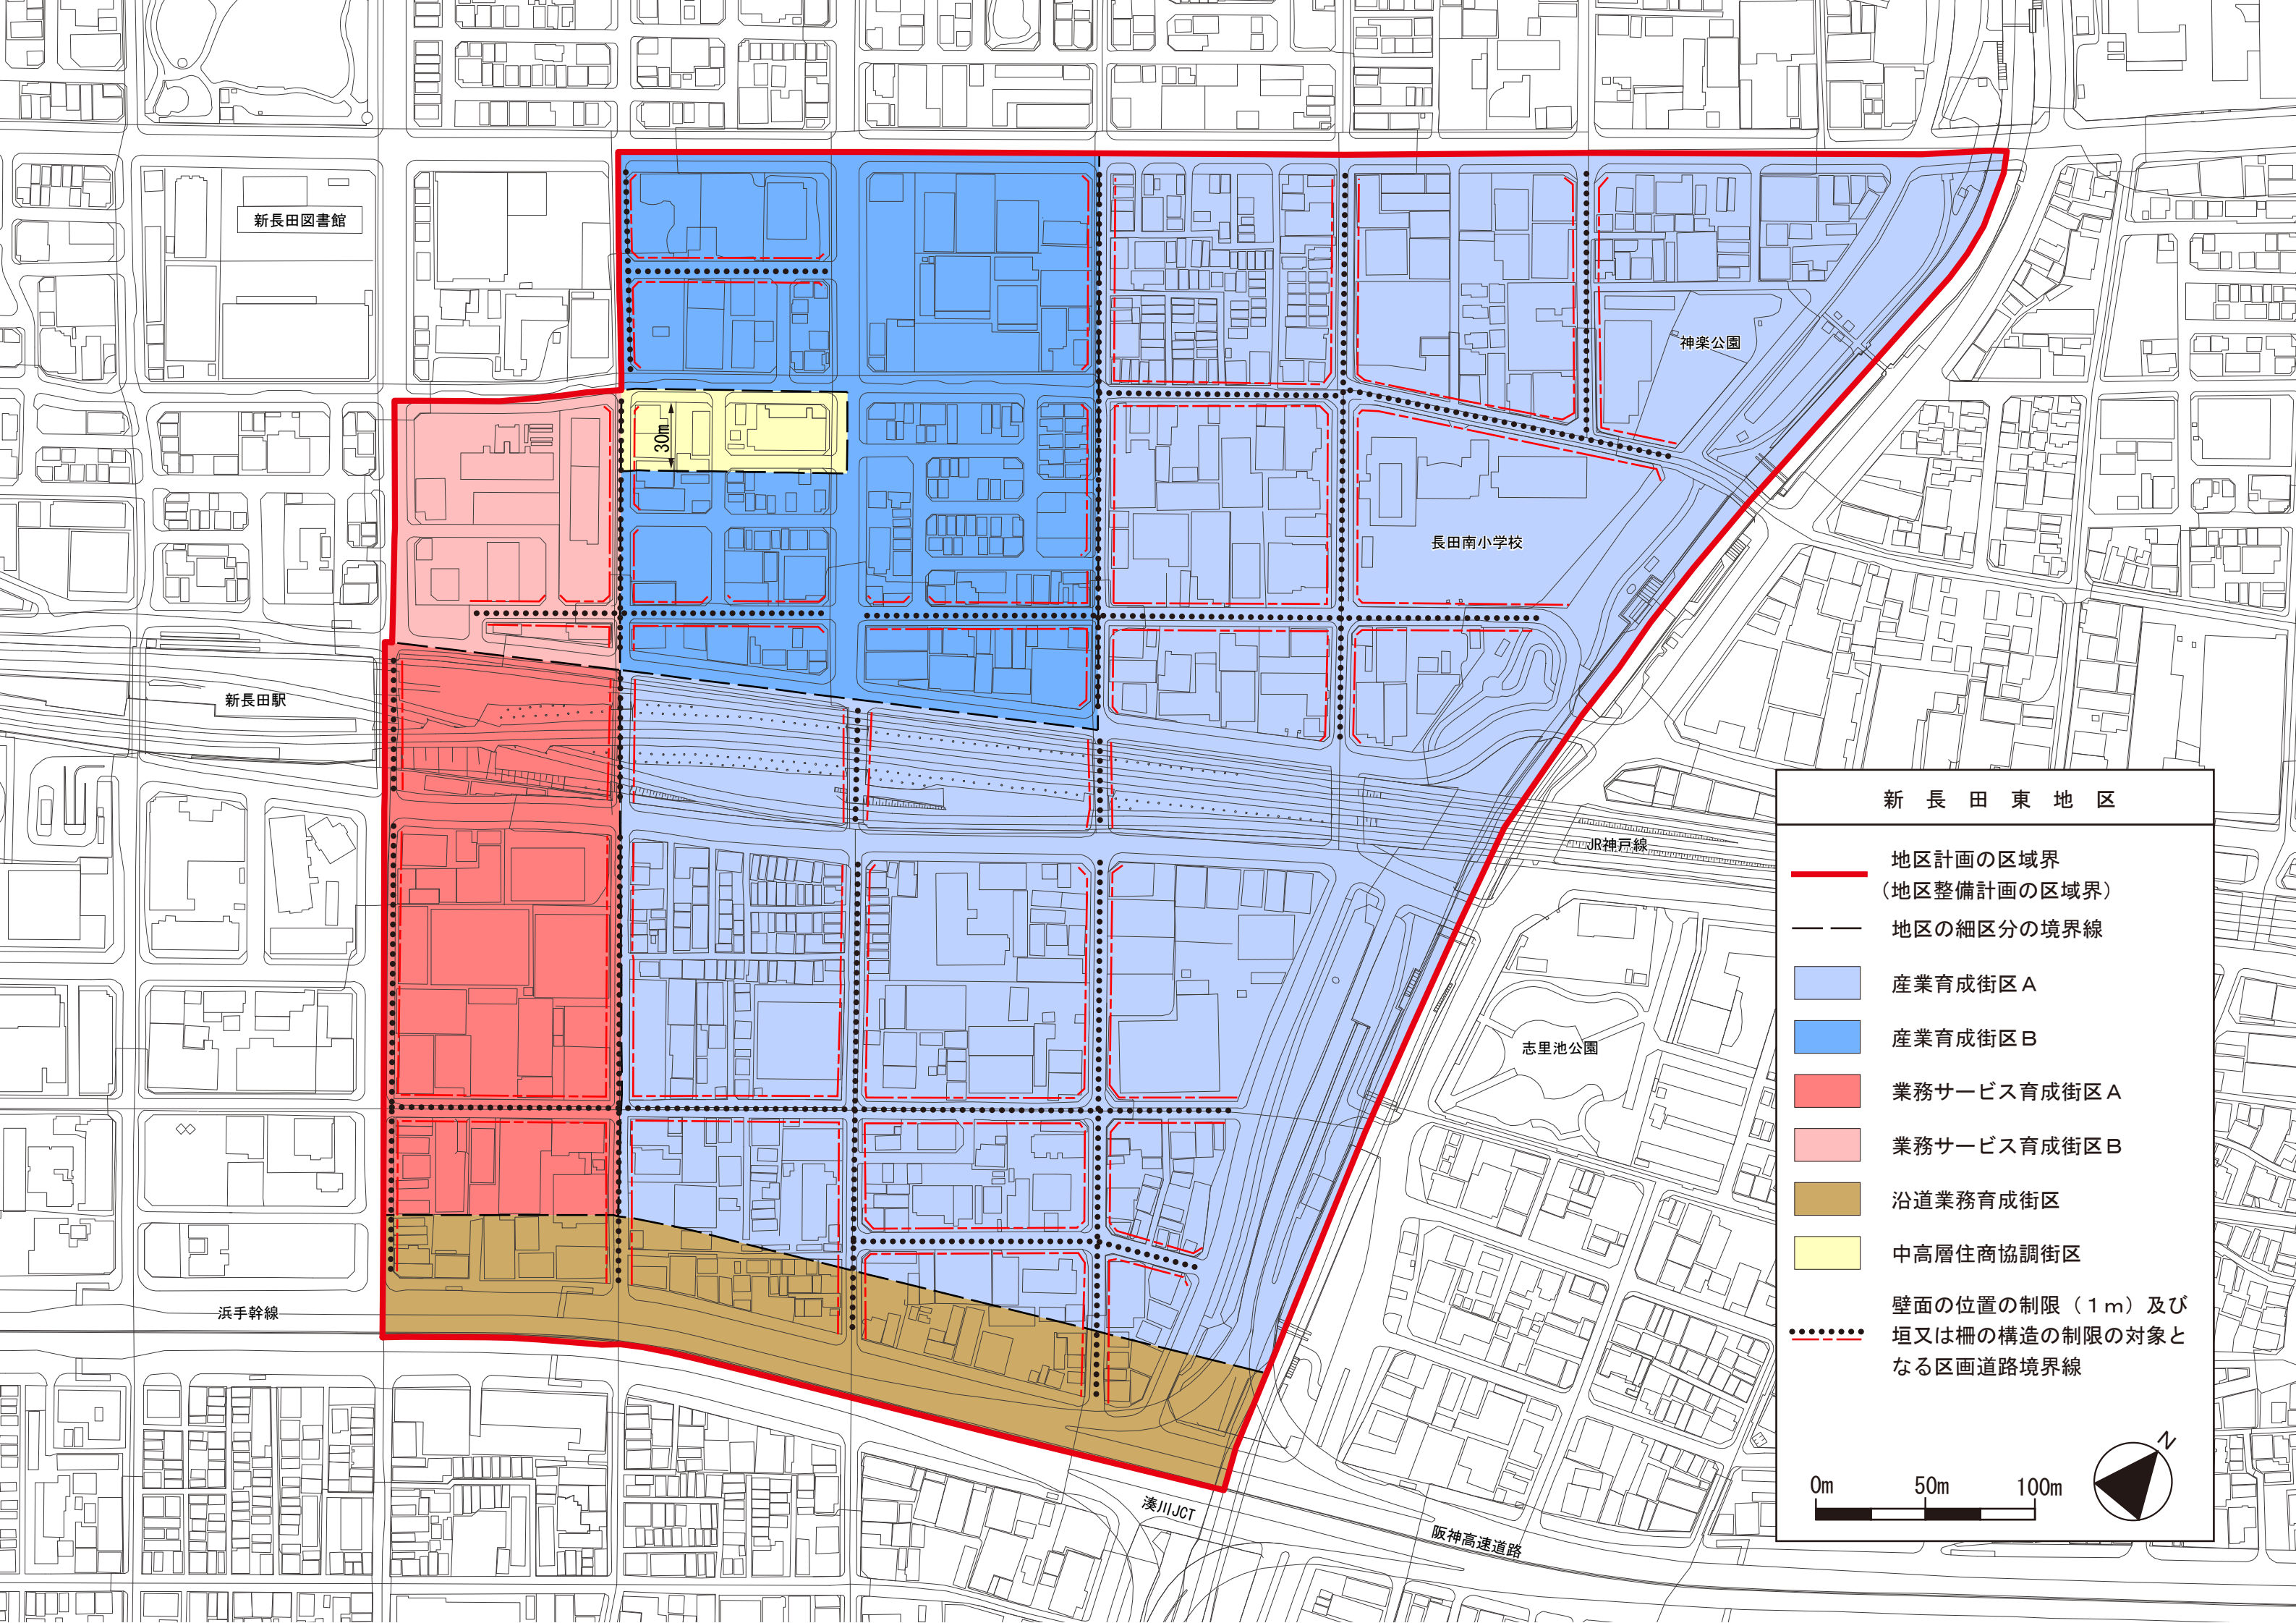 新長田図書館
神楽公園
30m
長田南小学校
新長田駅
JR神戸線
志里池公園
浜手幹線
湊川JCT
阪神高速道路
新長田東地区
地区計画の区域界
(地区整備計画の区域界)
地区の細区分の境界線
産業育成街区A
産業育成街区B
業務サービス育成街区A
業務サービス育成街区B
沿道業務育成街区
中高層住商協調街区
壁面の位置の制限(1m)及び
垣又は柵の構造の制限の対象と
なる区画道路境界線
0m 50m 100m
N